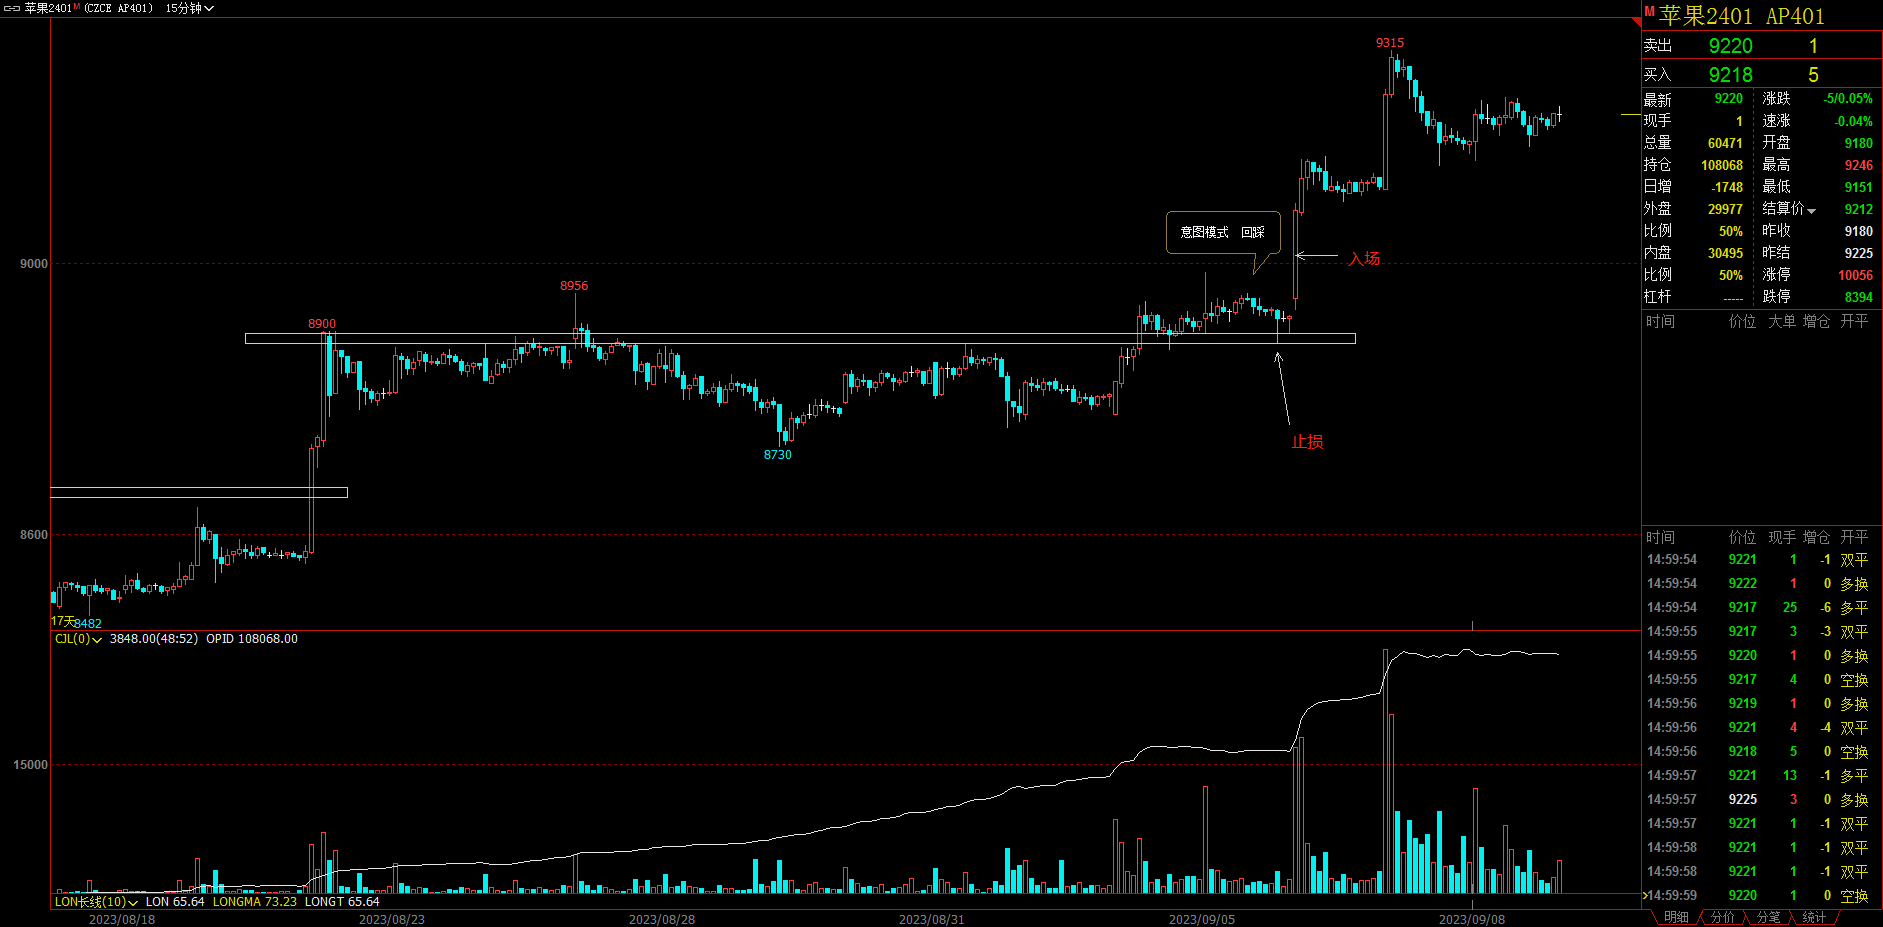 苹果2401M (CZCE AP401) 15分钟
9315
意图模式 回踩
入场
9000
8956
8900
止损
8730
8600
17天
8482
CJL(0) 3848.00(48:52) OPID 108068.00
15000
LON长线(10) LON 65.64 LONGMA 73.23 LONGT 65.64
2023/08/18 2023/08/23 2023/08/28 2023/08/31 2023/09/05 2023/09/08
M 苹果2401 AP401
卖出 9220 1
买入 9218 5
最新 9220 涨跌 -5/0.05%
现手 1 速涨 -0.04%
总量 60471 开盘 9180
持仓 108068 最高 9246
日增 -1748 最低 9151
外盘 29977 结算价 9212
比例 50% 昨收 9180
内盘 30495 昨结 9225
比例 50% 涨停 10056
杠杆 ----- 跌停 8394
时间 价位 大单 增仓 开平
时间 价位 现手 增仓 开平
14:59:54 9221 1 -1 双平
14:59:54 9222 1 0 多换
14:59:54 9217 25 -6 多平
14:59:55 9217 3 -3 双平
14:59:55 9220 1 0 多换
14:59:55 9217 4 0 空换
14:59:56 9219 1 0 多换
14:59:56 9221 4 -4 双平
14:59:56 9218 5 0 空换
14:59:57 9221 13 -1 多平
14:59:57 9225 3 0 多换
14:59:57 9221 1 -1 双平
14:59:58 9221 1 -1 双平
14:59:58 9221 1 -1 双平
14:59:59 9220 1 0 空换
明细 分价 分笔 统计